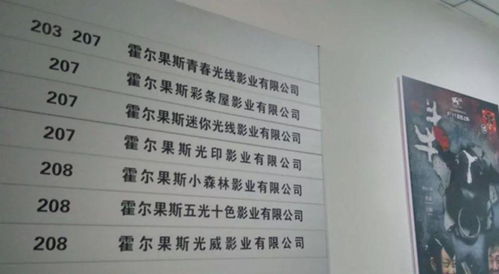 203 207 霍尔果斯青春光线影业有限公司
207 霍尔果斯彩条屋影业有限公司
207 霍尔果斯迷你光线影业有限公司
207 霍尔果斯光印影业有限公司
208 霍尔果斯小森林影业有限公司
208 霍尔果斯五光十色影业有限公司
208 霍尔果斯光威影业有限公司